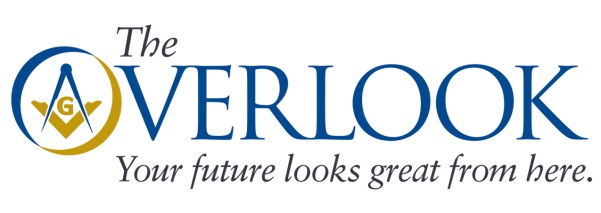 The
OVERLOOK
G
Your future looks great from here.